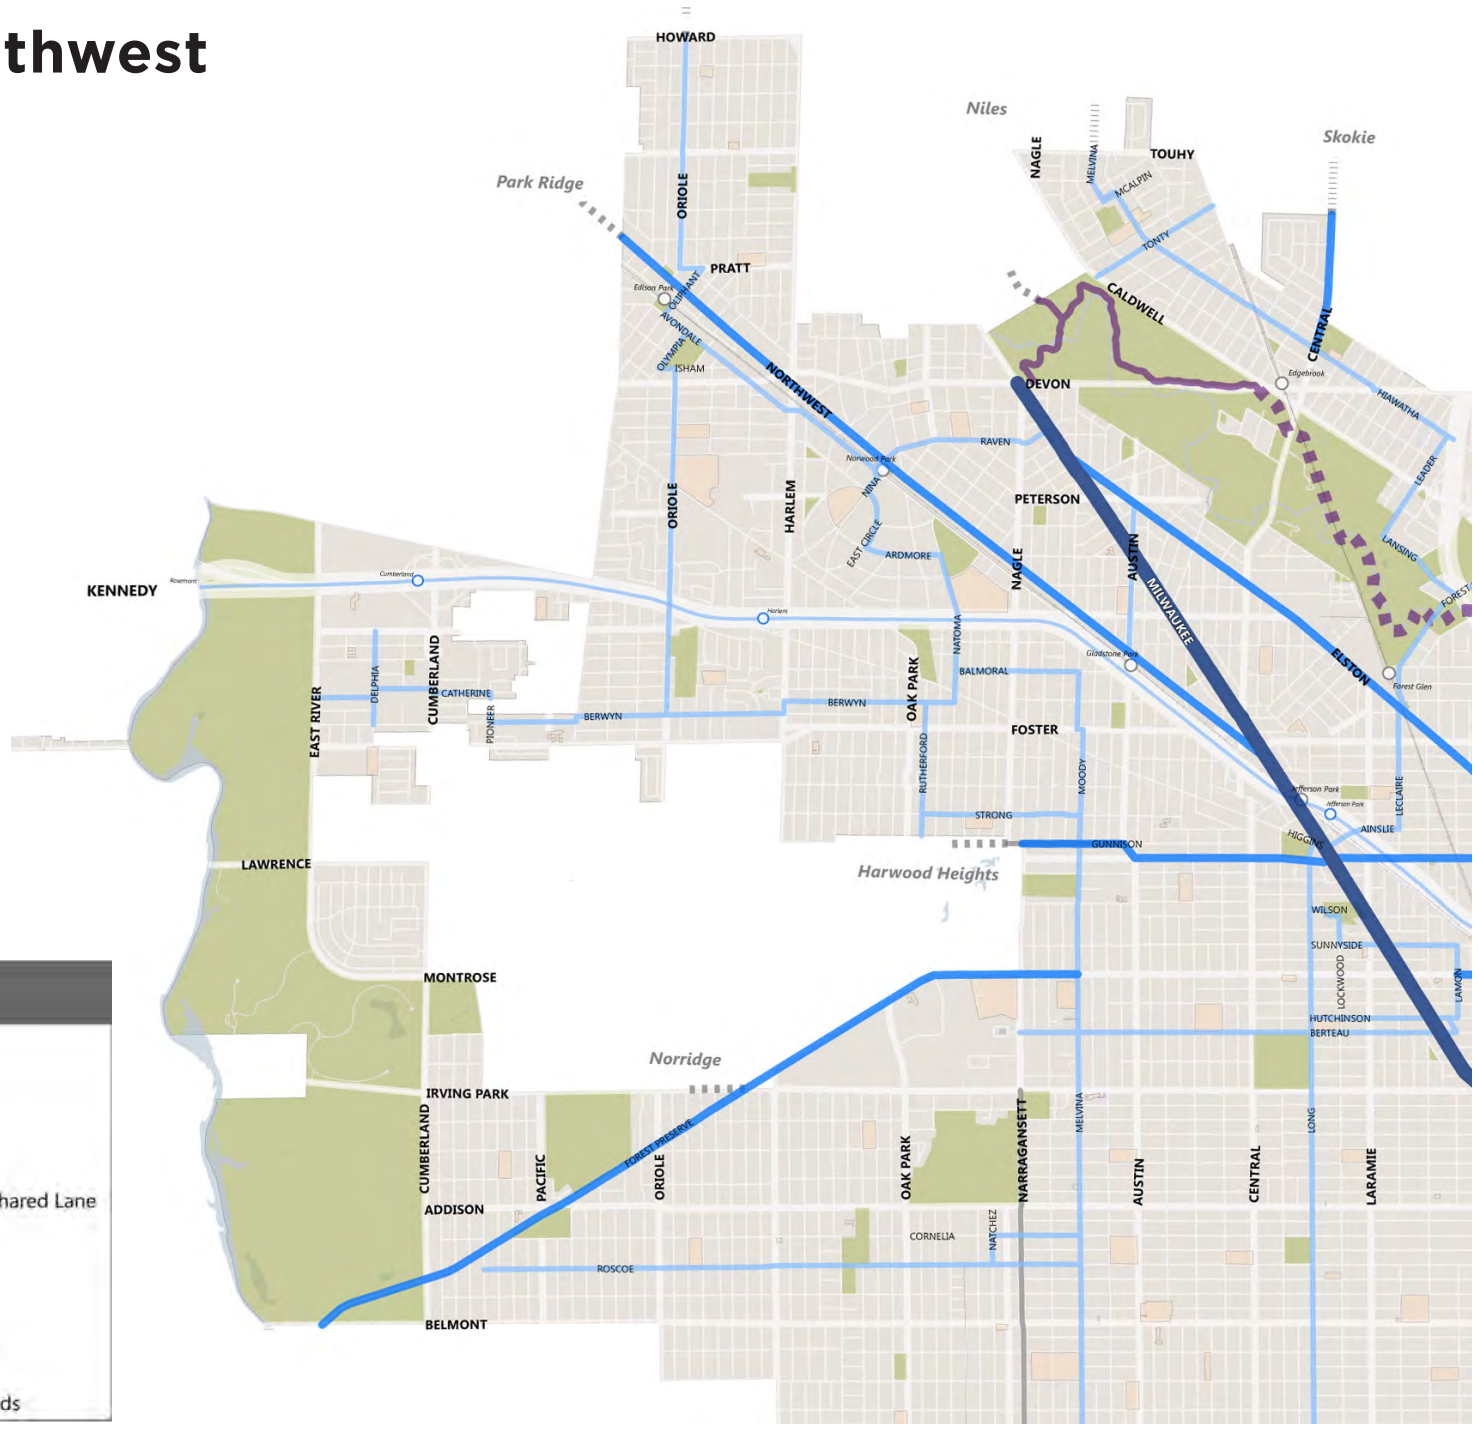 thwest
HOWARD
Niles
NAGLE
MELVINA
TOUHY
Skokie
MCALPIN
Park Ridge
ORIOLE
TONTY
PRATT
Edison Park
OLIPHANT
CALDWELL
AVONDALE
OLYMPIA
ISHAM
CENTRAL
NORTHWEST
DEVON
Edgebrook
HIAWATHA
RAVEN
Norwood Park
NINA
LEADER
ORIOLE
HARLEM
PETERSON
EAST CIRCLE
ARDMORE
NAGLE
AUSTIN
LANSING
KENNEDY
Rosemont
Cumberland
Harlem
MILWAUKEE
FOREST
NATOMA
Gladstone Park
ELSTON
Forest Glen
EAST RIVER
DELPHIA
CUMBERLAND
CATHERINE
PIONEER
BERWYN
BERWYN
OAK PARK
BALMORAL
FOSTER
RUTHERFORD
MOODY
Jefferson Park
Jefferson Park
LECLAIRE
STRONG
AINSLIE
HIGGINS
GUNNISON
LAWRENCE
Harwood Heights
WILSON
SUNNYSIDE
LOCKWOOD
LAMON
MONTROSE
HUTCHINSON
BERTEAU
Norridge
IRVING PARK
CUMBERLAND
PACIFIC
FOREST PRESERVE
ORIOLE
OAK PARK
NARRAGANSETT
MELVINA
AUSTIN
CENTRAL
LONG
LARAMIE
hared Lane
ADDISON
CORNELIA
NATCHEZ
ROSCOE
BELMONT
ds